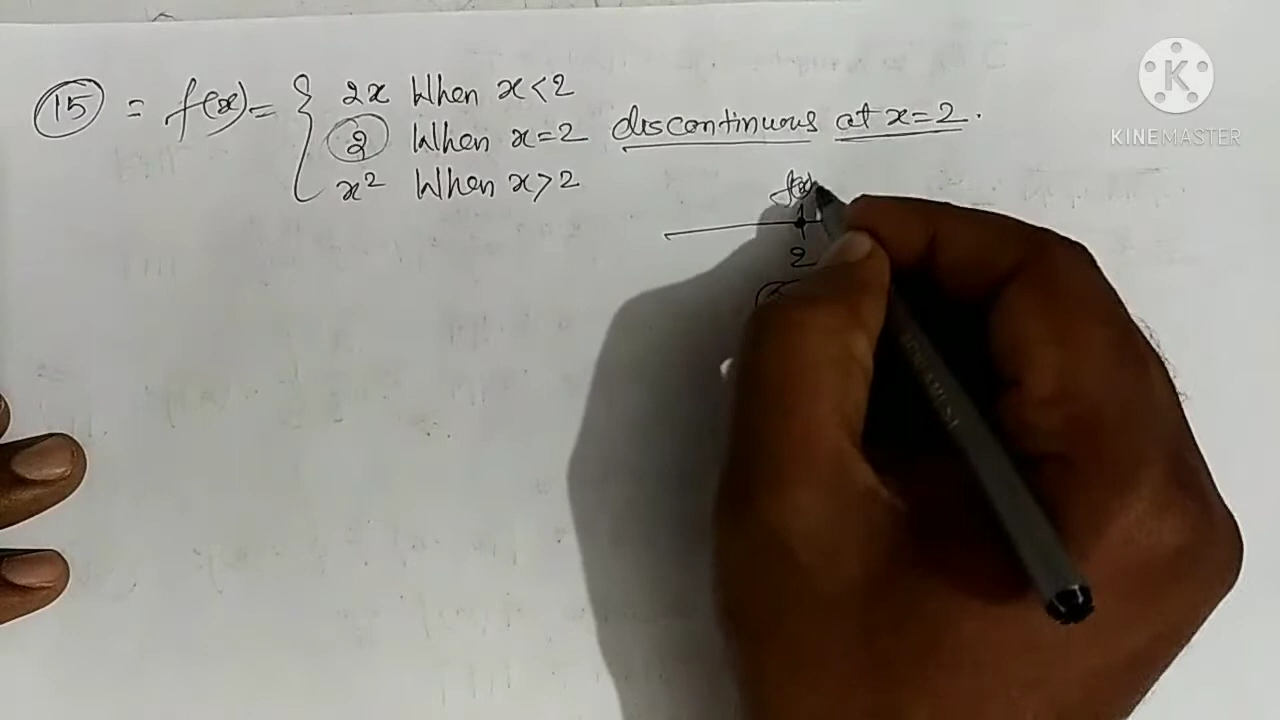 15 = f(x) = { 2x When x<2
2 When x=2 discontinuous at x=2.
x² When x>2
f(x)
2
K
KINEMASTER